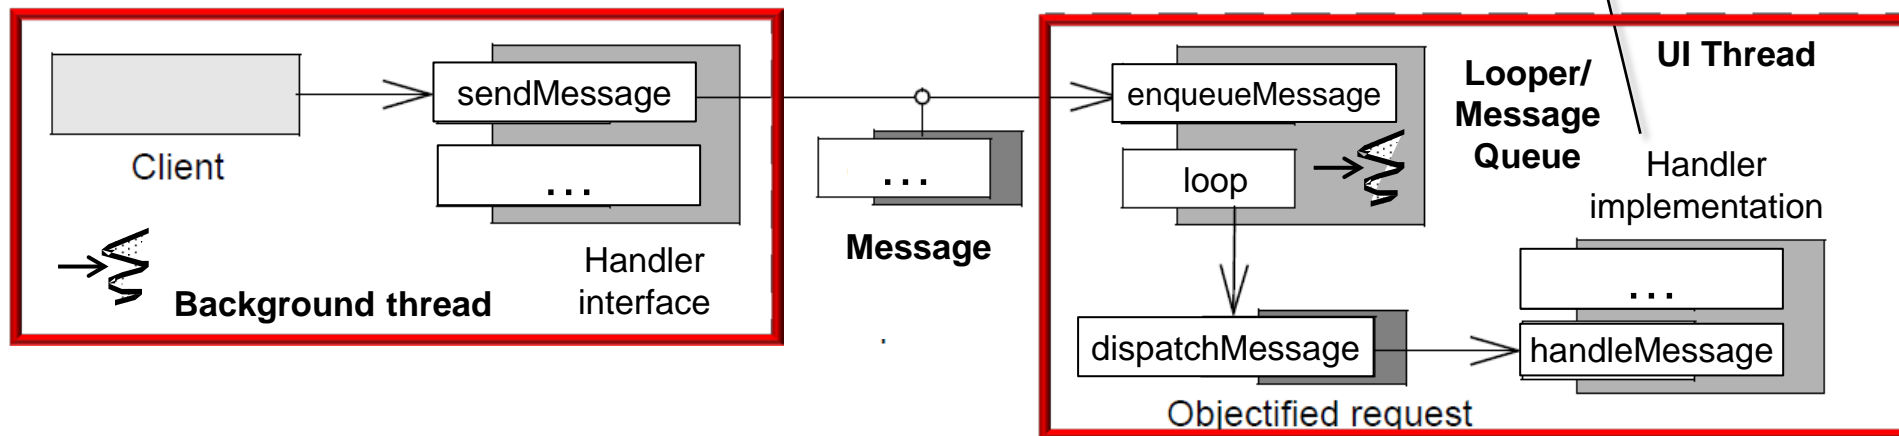 Client
sendMessage
...
Handler
interface
Background thread
...
Message
enqueueMessage
loop
Looper/
Message
Queue
UI Thread
Handler
implementation
...
dispatchMessage
handleMessage
Objectified request